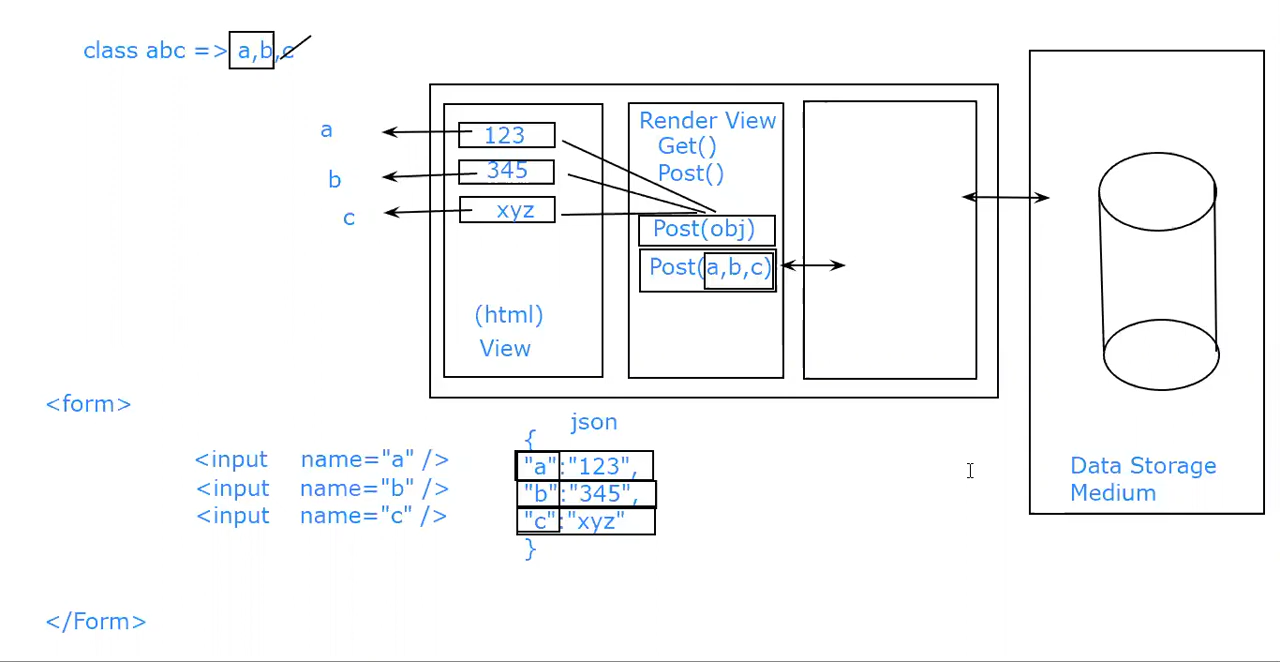 class abc => a,b,c
a
b
c
123
345
xyz
(html)
View
Render View
Get()
Post()
Post(obj)
Post(a,b,c)
Data Storage
Medium
<form>
<input name="a" />
<input name="b" />
<input name="c" />
</Form>
json
{
"a":"123",
"b":"345",
"c":"xyz"
}